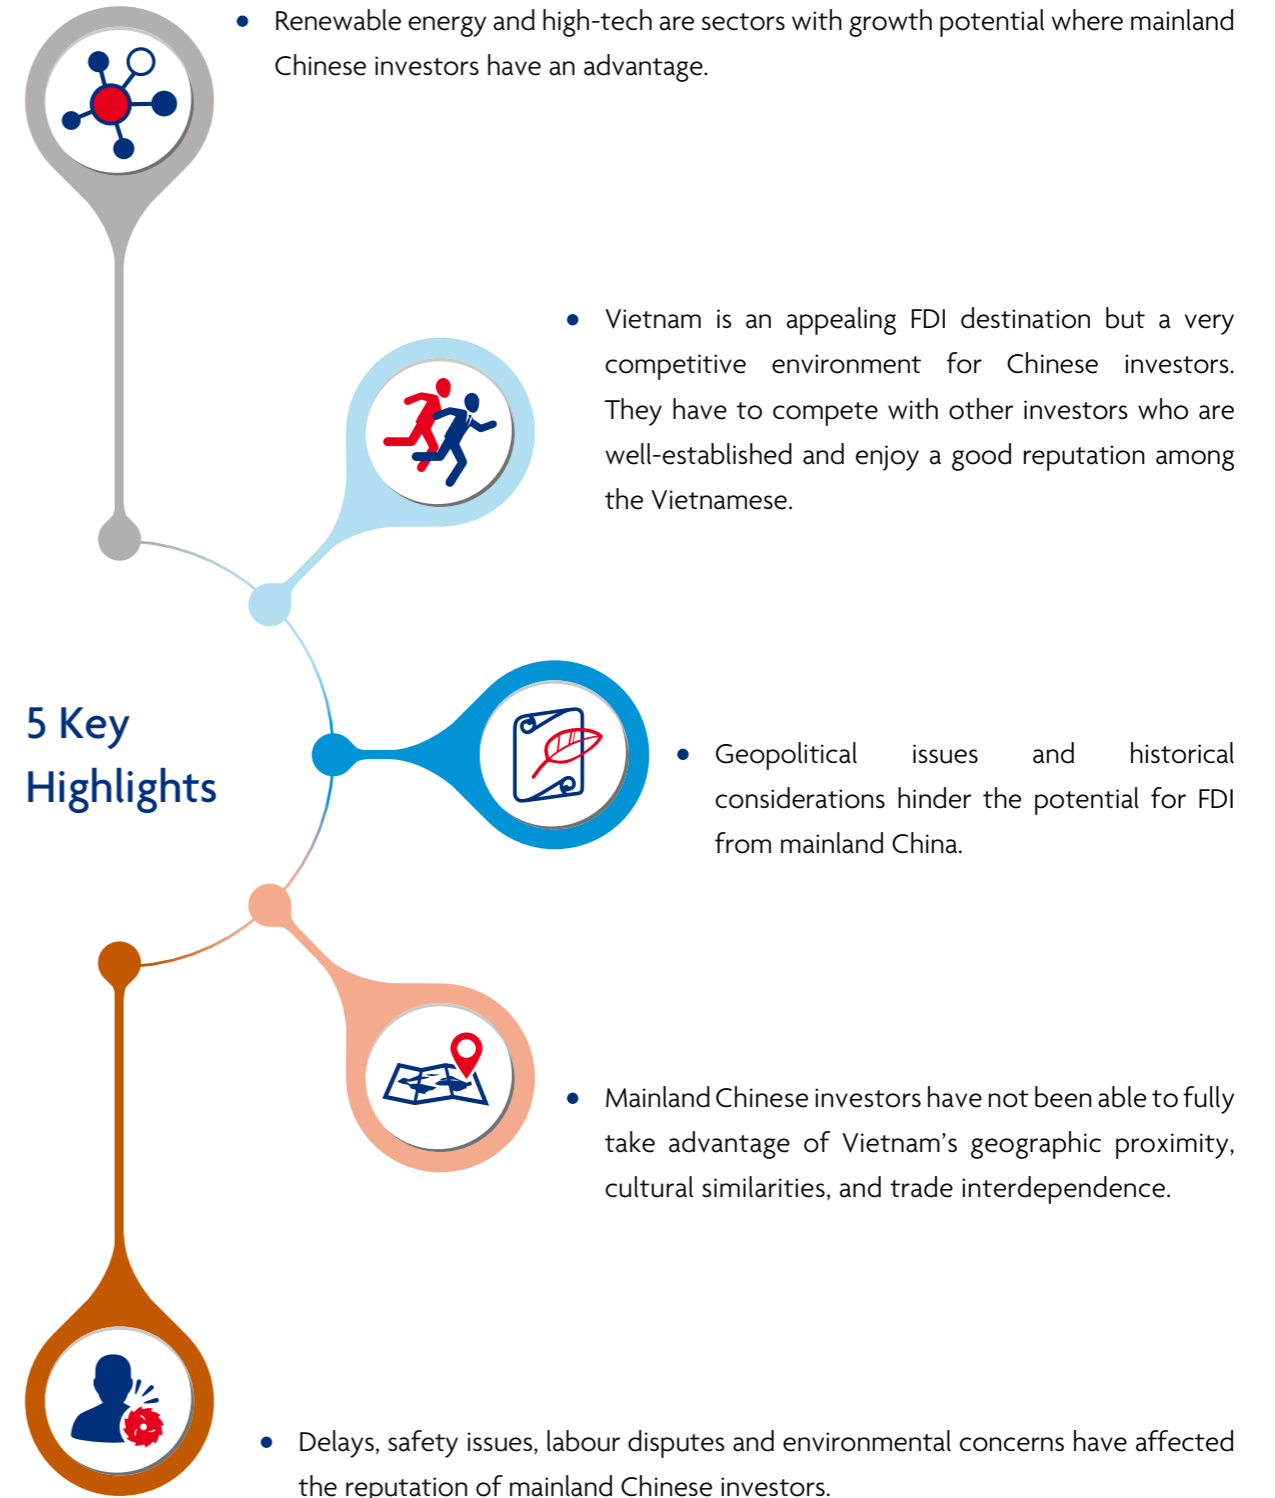 • Renewable energy and high-tech are sectors with growth potential where mainland
Chinese investors have an advantage.
• Vietnam is an appealing FDI destination but a very
competitive environment for Chinese investors.
They have to compete with other investors who are
well-established and enjoy a good reputation among
the Vietnamese.
5 Key
Highlights
• Geopolitical issues and historical
considerations hinder the potential for FDI
from mainland China.
• Mainland Chinese investors have not been able to fully
take advantage of Vietnam’s geographic proximity,
cultural similarities, and trade interdependence.
• Delays, safety issues, labour disputes and environmental concerns have affected
the reputation of mainland Chinese investors.